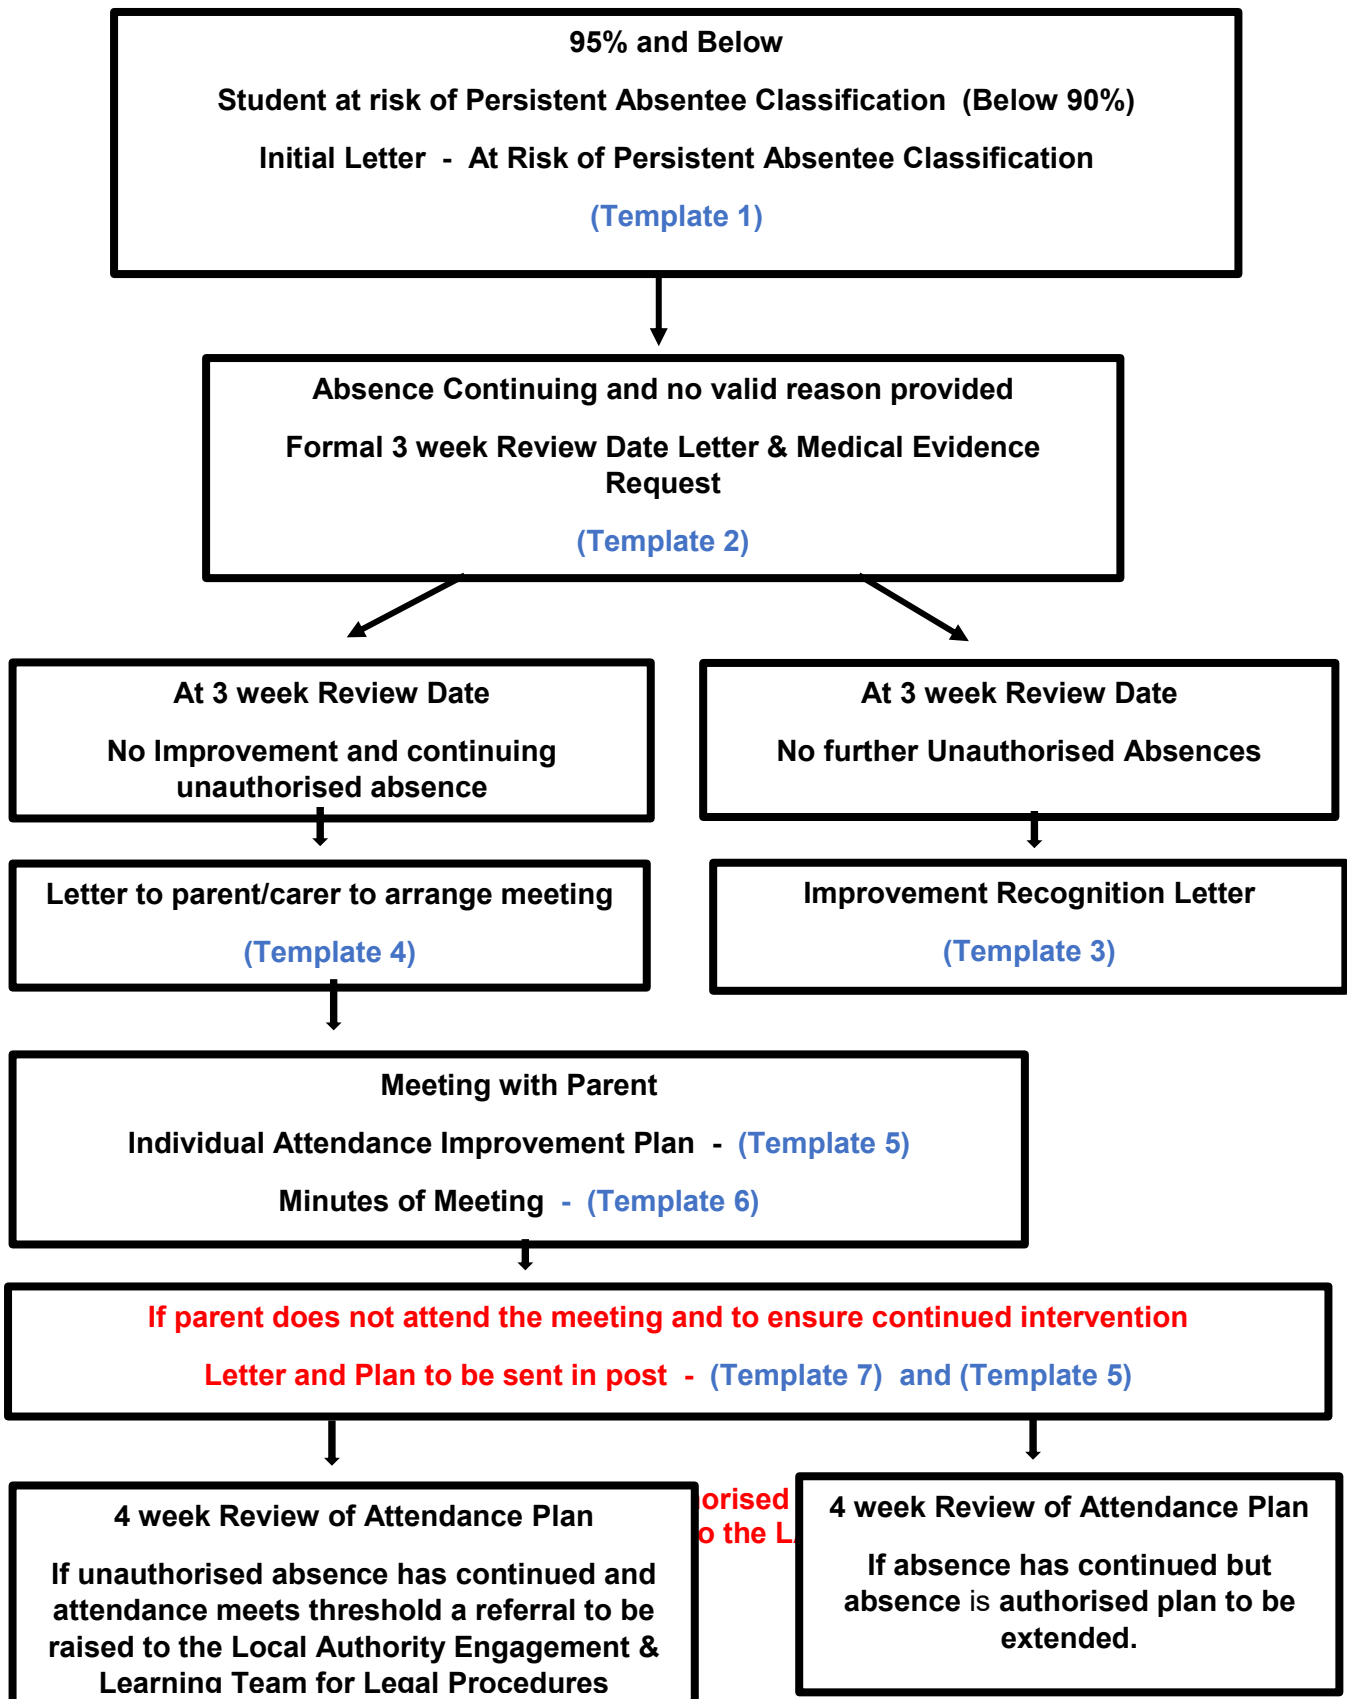 95% and Below
Student at risk of Persistent Absentee Classification (Below 90%)
Initial Letter - At Risk of Persistent Absentee Classification
(Template 1)
Absence Continuing and no valid reason provided
Formal 3 week Review Date Letter & Medical Evidence
Request
(Template 2)
At 3 week Review Date
No Improvement and continuing
unauthorised absence
At 3 week Review Date
No further Unauthorised Absences
Letter to parent/carer to arrange meeting
(Template 4)
Improvement Recognition Letter
(Template 3)
Meeting with Parent
Individual Attendance Improvement Plan - (Template 5)
Minutes of Meeting - (Template 6)
If parent does not attend the meeting and to ensure continued intervention
Letter and Plan to be sent in post - (Template 7) and (Template 5)
4 week Review of Attendance Plan
If unauthorised absence has continued and
attendance meets threshold a referral to be
raised to the Local Authority Engagement &
Learning Team for Legal Procedures
the
4 week Review of Attendance Plan
If absence has continued but
absence is authorised plan to be
extended.